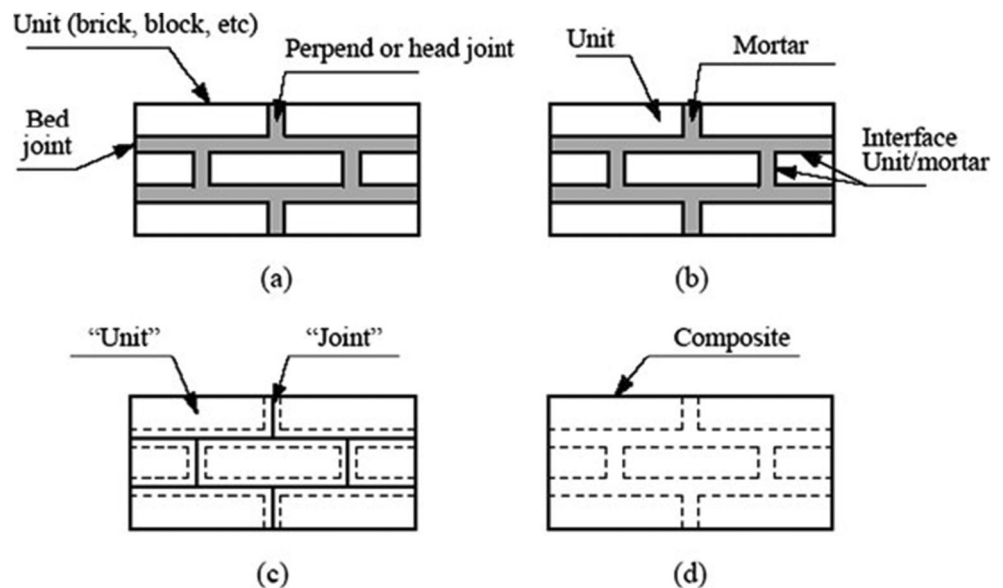 Unit (brick, block, etc)
Perpend or head joint
Bed
joint
(a)
Unit
Mortar
Interface
Unit/mortar
(b)
“Unit”
“Joint”
(c)
Composite
(d)